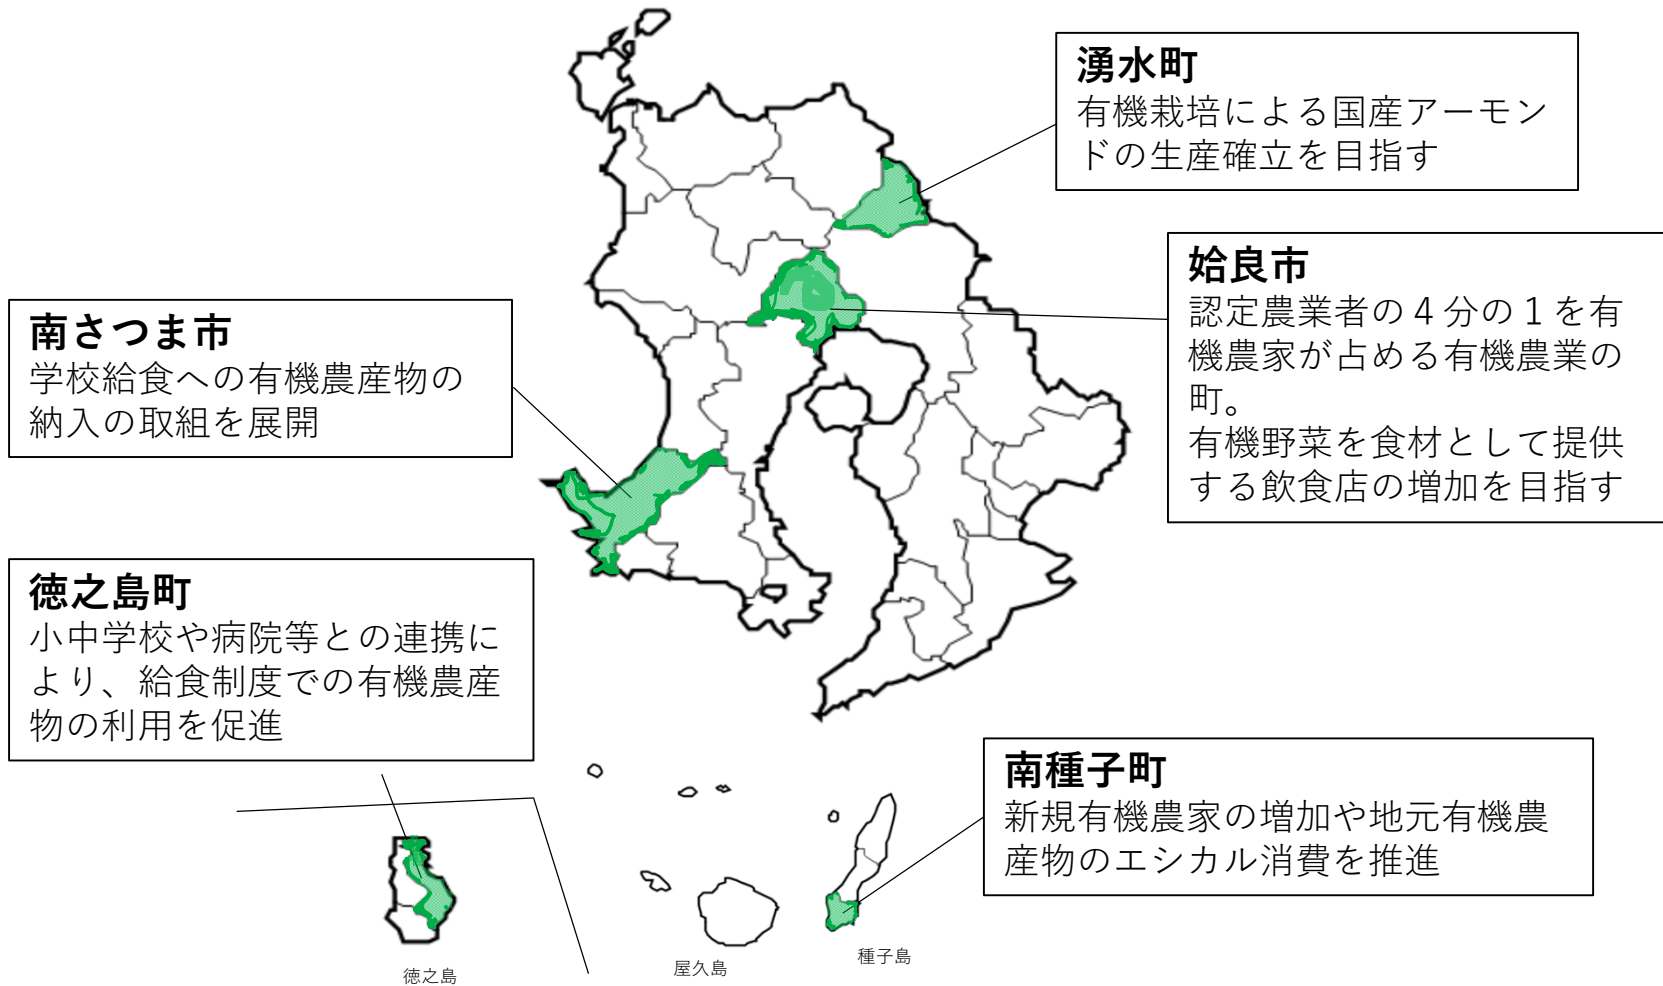 湧水町
有機栽培による国産アーモン
ドの生産確立を目指す
姶良市
認定農業者の４分の１を有
機農家が占める有機農業の
町。
有機野菜を食材として提供
する飲食店の増加を目指す
南さつま市
学校給食への有機農産物の
納入の取組を展開
徳之島町
小中学校や病院等との連携に
より、給食制度での有機農産
物の利用を促進
南種子町
新規有機農家の増加や地元有機農
産物のエシカル消費を推進
徳之島
屋久島
種子島